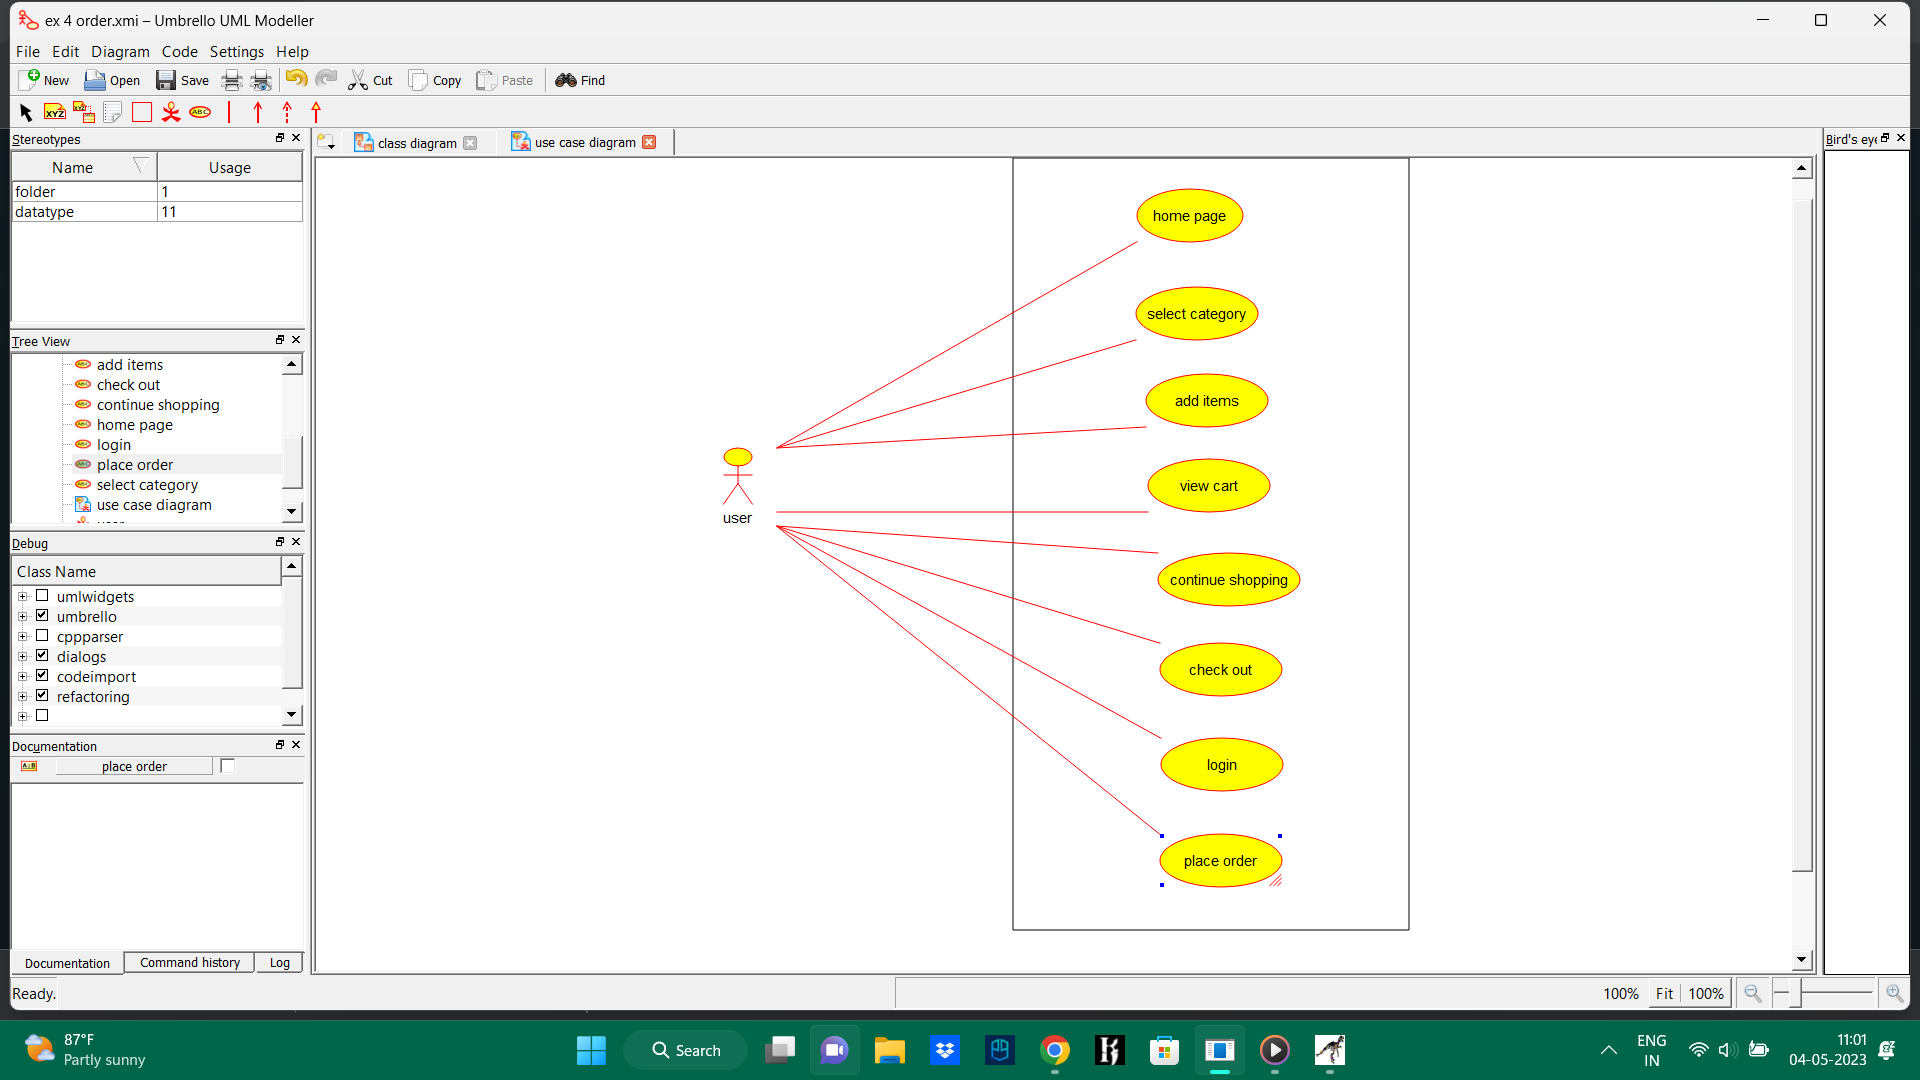 ex 4 order.xmi – Umbrello UML Modeller
File Edit Diagram Code Settings Help
New Open Save Cut Copy Paste Find
XYZ XYZ ABC
Stereotypes
Name Usage
folder 1
datatype 11
Tree View
add items
check out
continue shopping
home page
login
place order
select category
use case diagram
Debug
Class Name
umlwidgets
umbrello
cppparser
dialogs
codeimport
refactoring
Documentation
place order
Documentation Command history Log
Ready.
class diagram use case diagram
home page
select category
add items
view cart
user
continue shopping
check out
login
place order
Bird's eye
100% Fit 100%
87°F
Partly sunny
Search
ENG
IN
11:01
04-05-2023